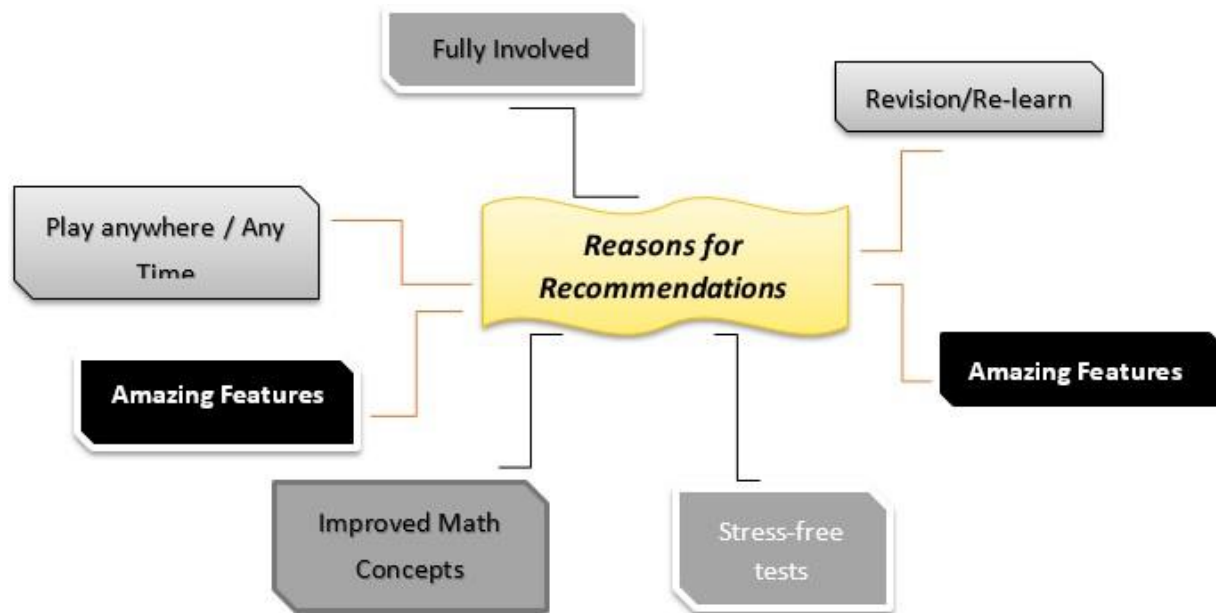 Fully Involved
Revision/Re-learn
Play anywhere / Any
Time
Reasons for
Recommendations
Amazing Features
Amazing Features
Improved Math
Concepts
Stress-free
tests